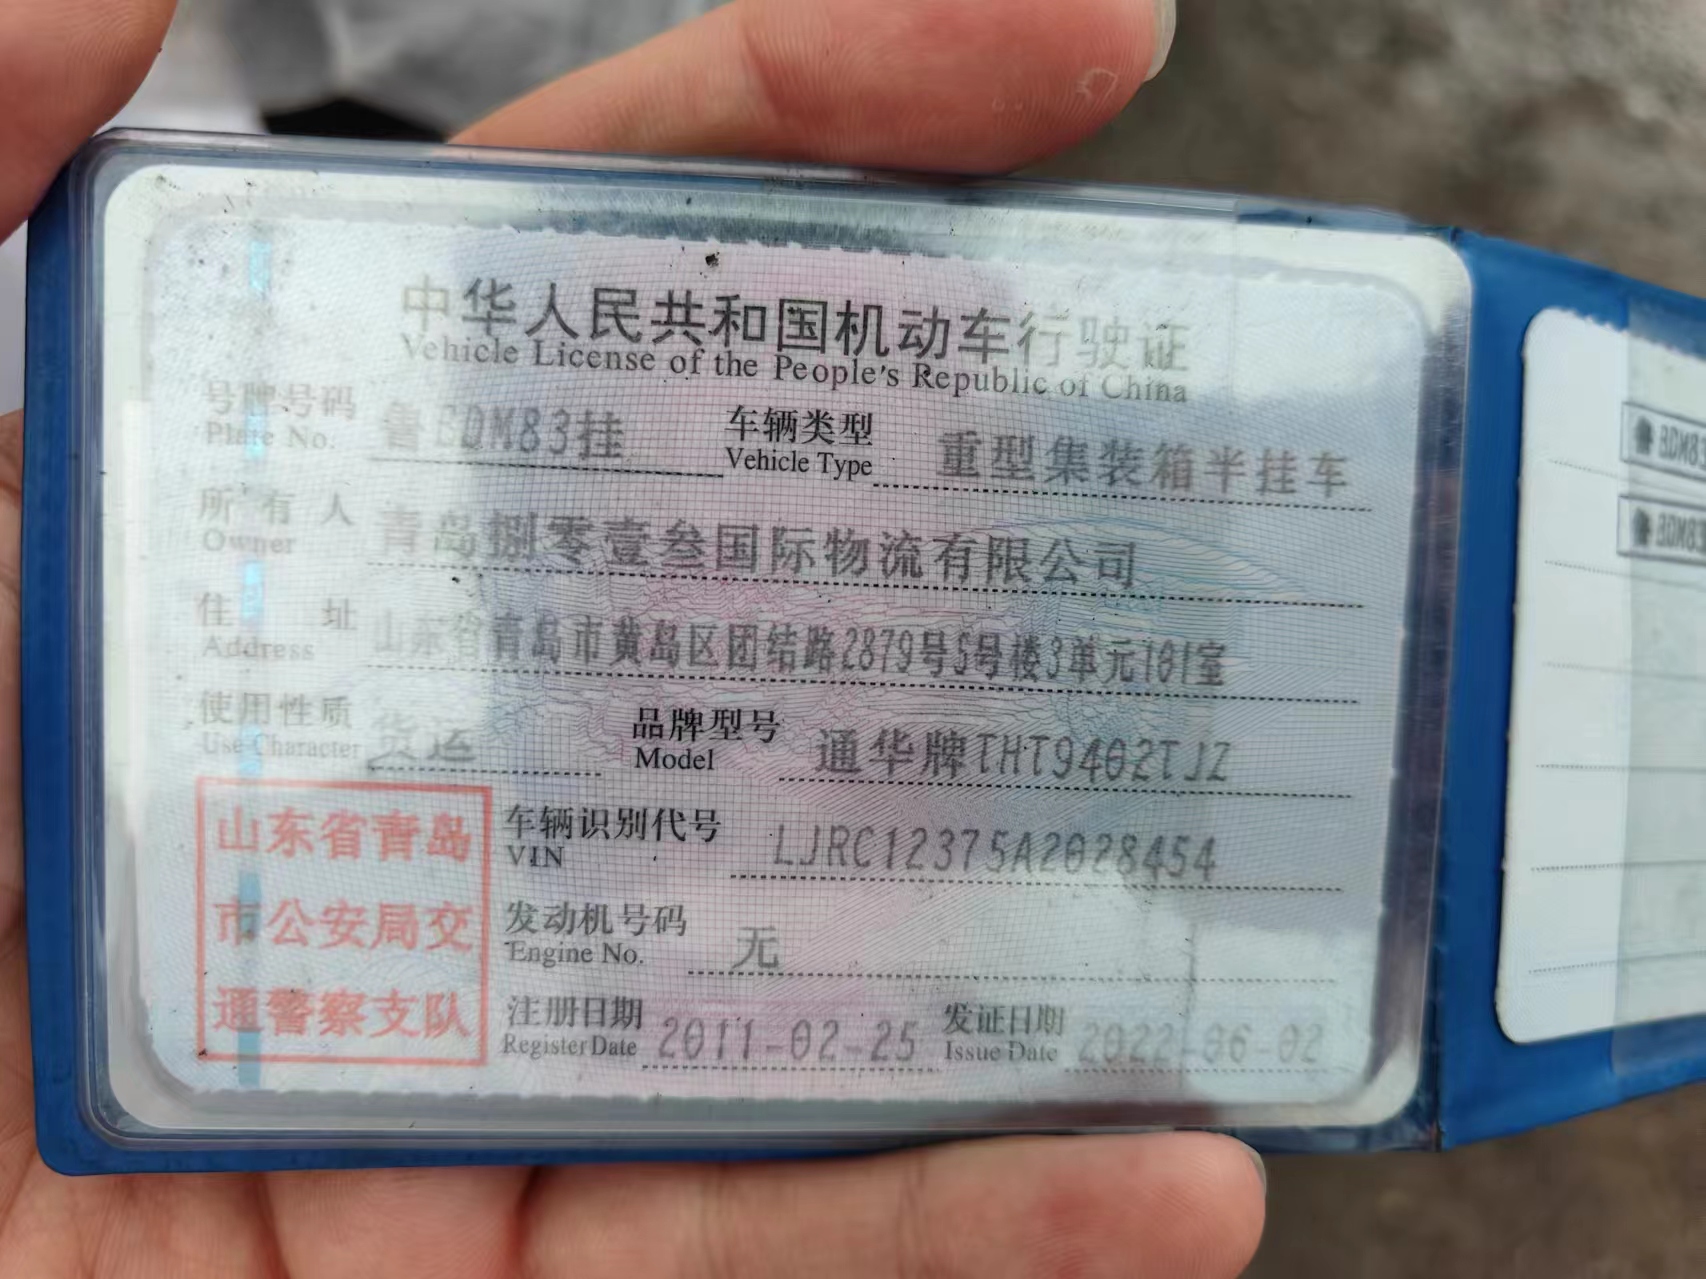 中华人民共和国机动车行驶证
Vehicle License of the People's Republic of China
号牌号码 鲁BDM83挂 车辆类型 重型集装箱半挂车
Plate No. Vehicle Type
所有人 青岛捌零壹叁国际物流有限公司
Owner
住址 山东省青岛市黄岛区团结路2879号5号楼3单元101室
Address
使用性质 货运 品牌型号 通华牌THT9402TJZ
Use Character Model
山东省青岛
市公安局交
通警察支队
车辆识别代号 LJRC12375A2028454
VIN
发动机号码 无
Engine No.
注册日期 2011-02-25 发证日期 2022-06-02
Register Date Issue Date